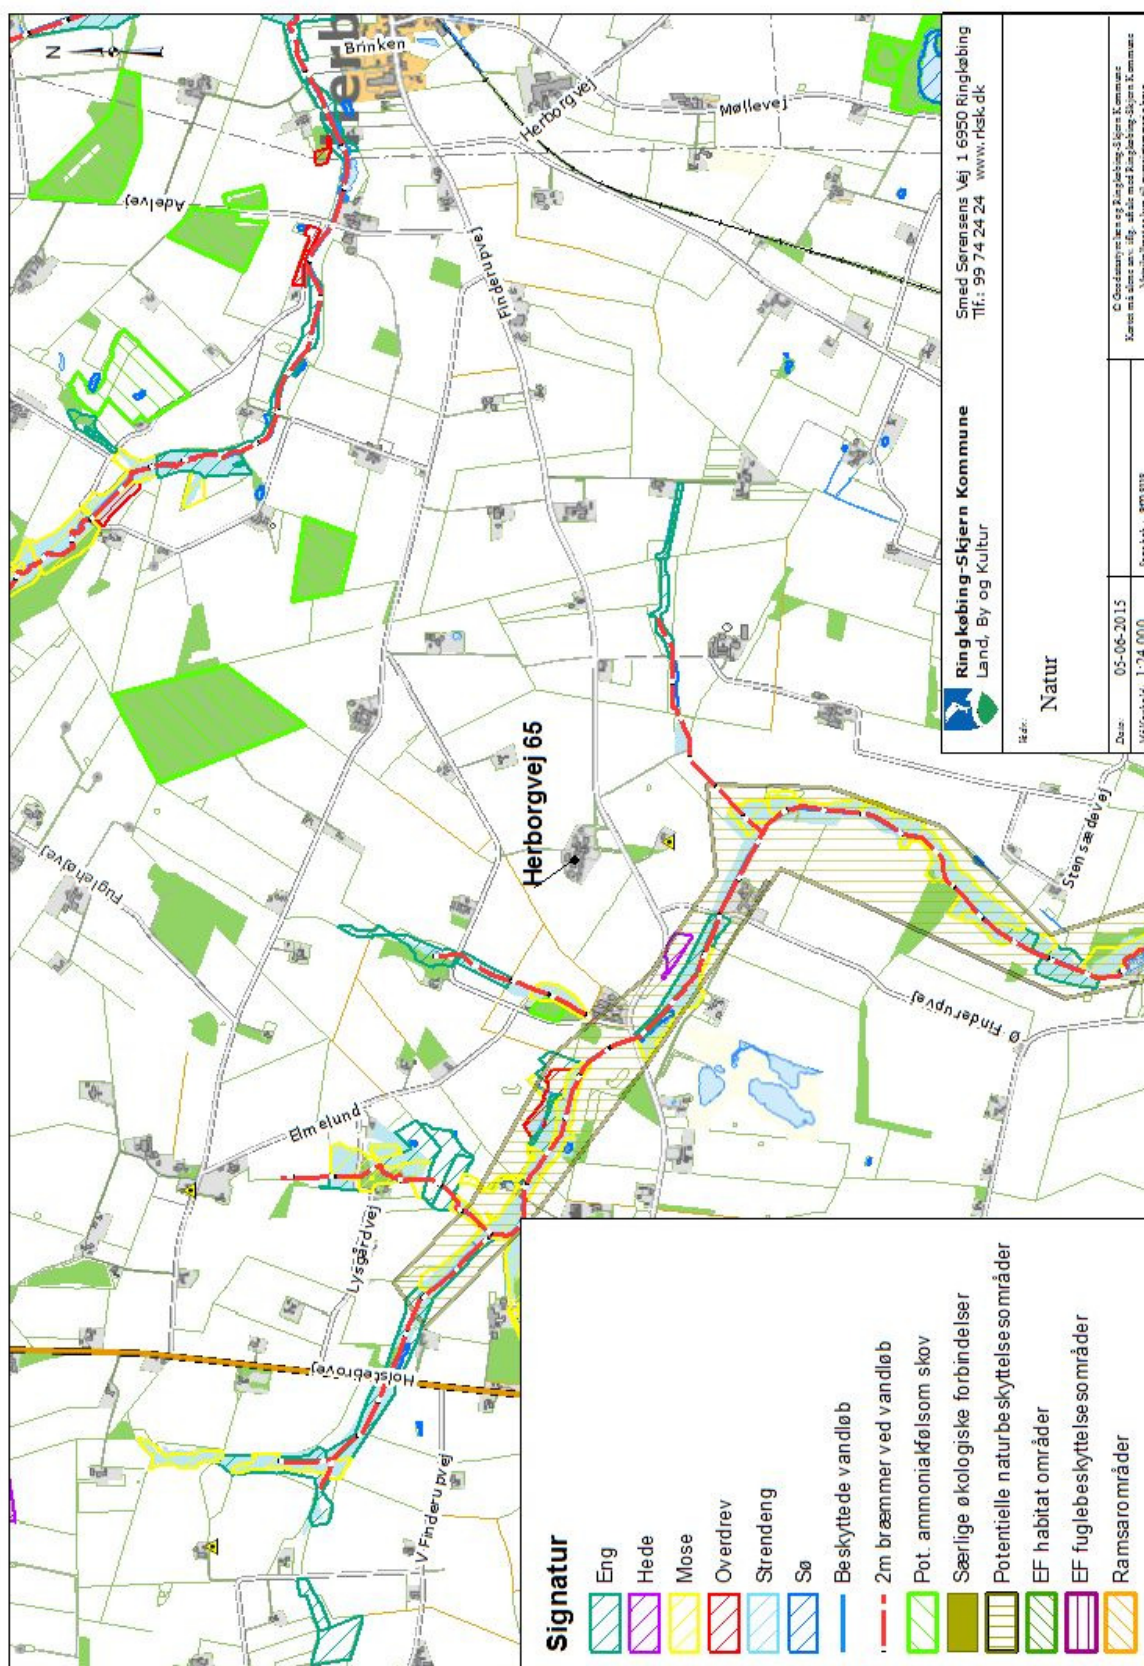 N
Brinken
Herborgvej
Møllevej
Adelvej
Finderupvej
Herborgvej 65
Fuglehøjvej
Elmelund
Lysgårdvej
Holstebrovej
V Finderupvej
Ø Finderupvej
Stensædevej
Signatur
Eng
Hede
Mose
Overdrev
Strendeng
Sø
Beskyttede vandløb
2m bræmmer ved vandløb
Pot. ammoniakfølsom skov
Særlige økologiske forbindelser
Potentielle naturbeskyttelsesområder
EF habitat områder
EF fuglebeskyttelsesområder
Ramsarområder
Ringkøbing-Skjern Kommune
Land, By og Kultur
Smed Sørensens Vej 1 6950 Ringkøbing
Tlf.: 99 74 24 24 www.rksk.dk
Natur
05-06-2015
1:24.000